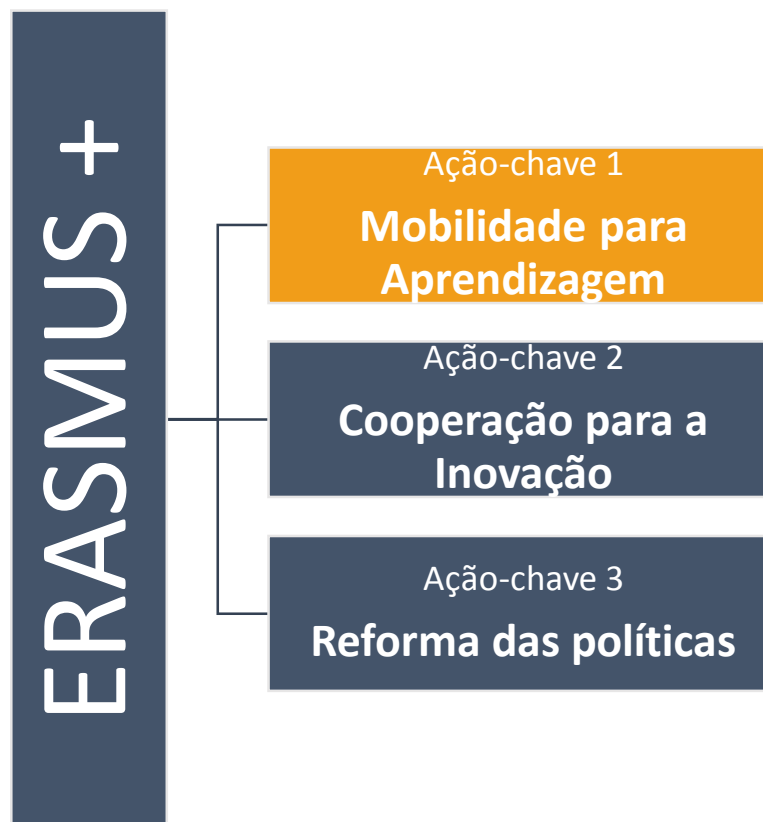 ERASMUS +
Ação-chave 1
Mobilidade para
Aprendizagem
Ação-chave 2
Cooperação para a
Inovação
Ação-chave 3
Reforma das políticas